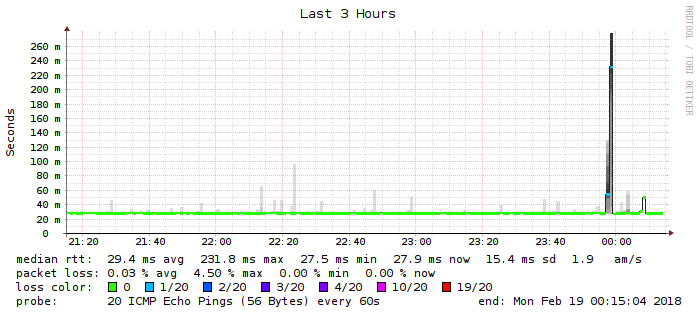 Last 3 Hours
RRDTOOL / TOBI OETIKER
Seconds
260 m
240 m
220 m
200 m
180 m
160 m
140 m
120 m
100 m
80 m
60 m
40 m
20 m
0
21:20 21:40 22:00 22:20 22:40 23:00 23:20 23:40 00:00
median rtt: 29.4 ms avg 231.8 ms max 27.5 ms min 27.9 ms now 15.4 ms sd 1.9 am/s
packet loss: 0.03 % avg 4.50 % max 0.00 % min 0.00 % now
loss color: 0 1/20 2/20 3/20 4/20 10/20 19/20
probe: 20 ICMP Echo Pings (56 Bytes) every 60s end: Mon Feb 19 00:15:04 2018